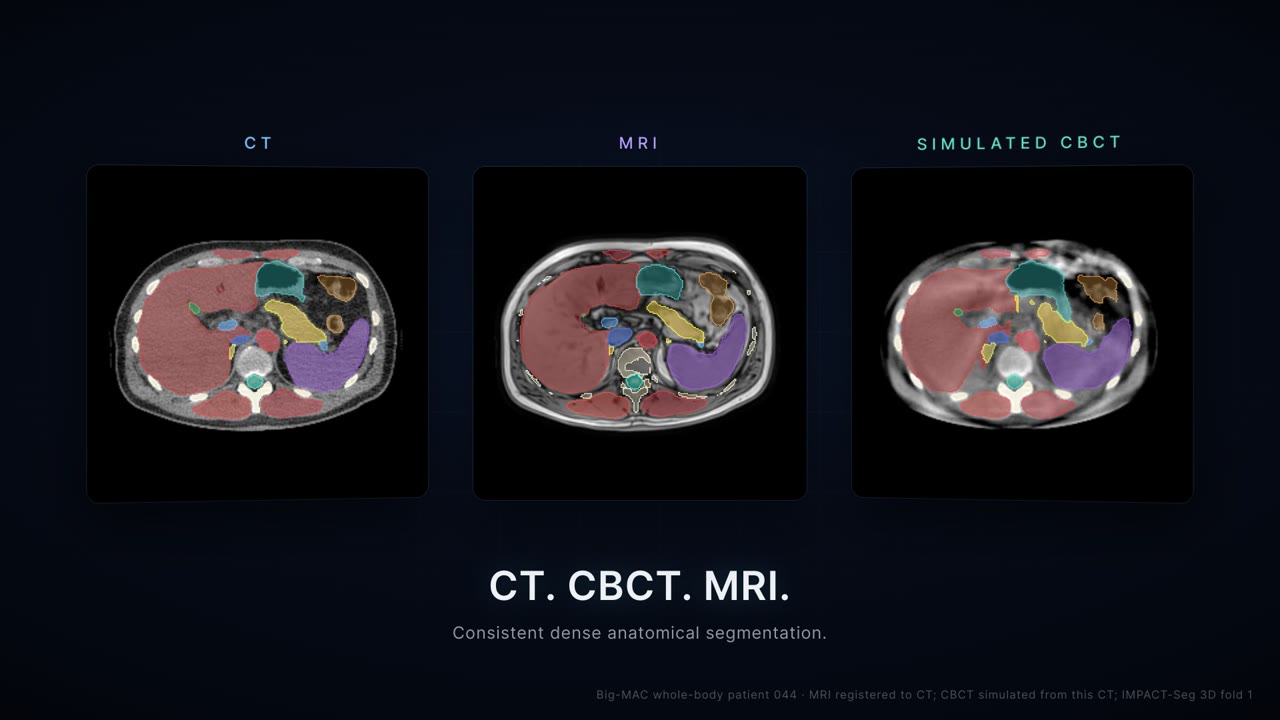 CT
MRI
SIMULATED CBCT
CT. CBCT. MRI.
Consistent dense anatomical segmentation.
Big-MAC whole-body patient 044 · MRI registered to CT; CBCT simulated from this CT; IMPACT-Seg 3D fold 1